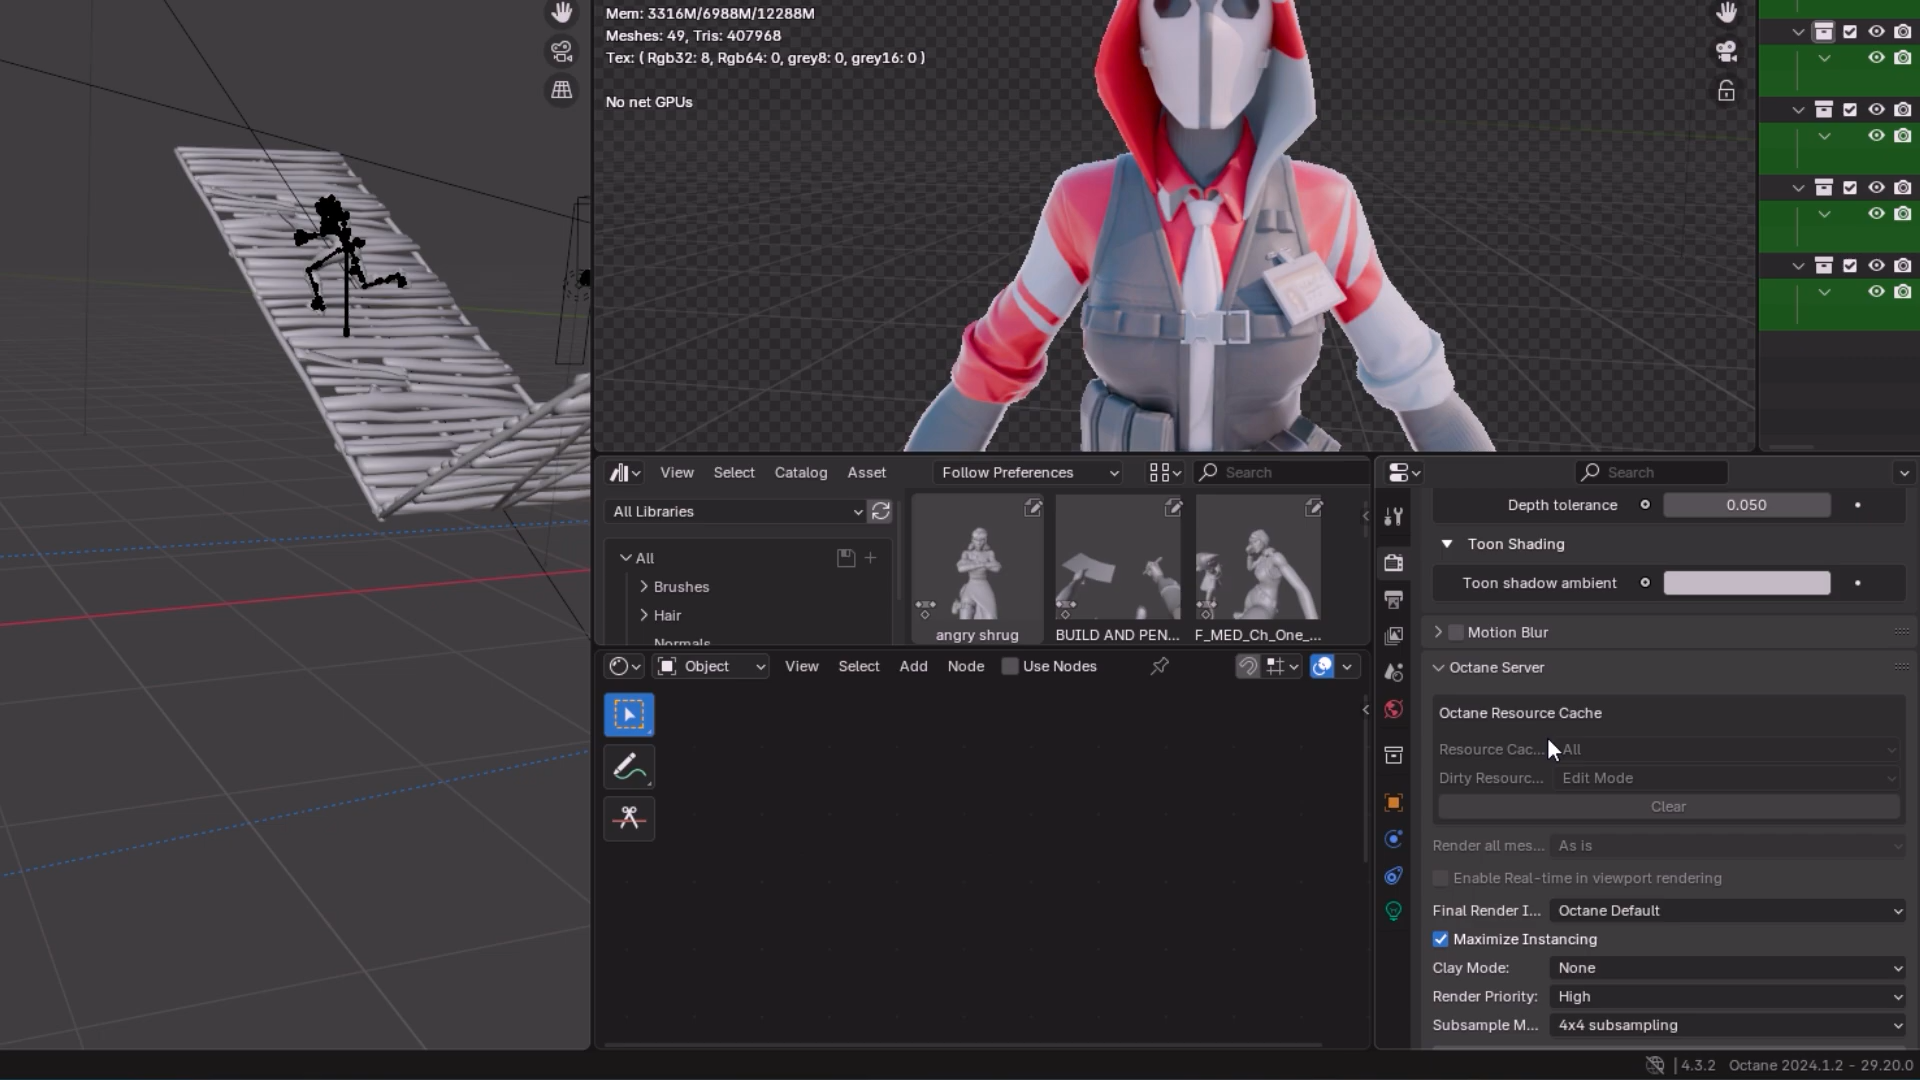 Mem: 3316M/6988M/12288M
Meshes: 49, Tris: 407968
Tex: ( Rgb32: 8, Rgb64: 0, grey8: 0, grey16: 0 )
No net GPUs
View Select Catalog Asset Follow Preferences Search
All Libraries
All
Brushes
Hair
Normals
angry shrug
BUILD AND PEN...
F_MED_Ch_One_...
Object View Select Add Node Use Nodes
Search
Depth tolerance 0.050
Toon Shading
Toon shadow ambient
Motion Blur
Octane Server
Octane Resource Cache
Resource Cac... All
Dirty Resourc... Edit Mode
Clear
Render all mes... As is
Enable Real-time in viewport rendering
Final Render I... Octane Default
Maximize Instancing
Clay Mode: None
Render Priority: High
Subsample M... 4x4 subsampling
4.3.2 Octane 2024.1.2 - 29.20.0